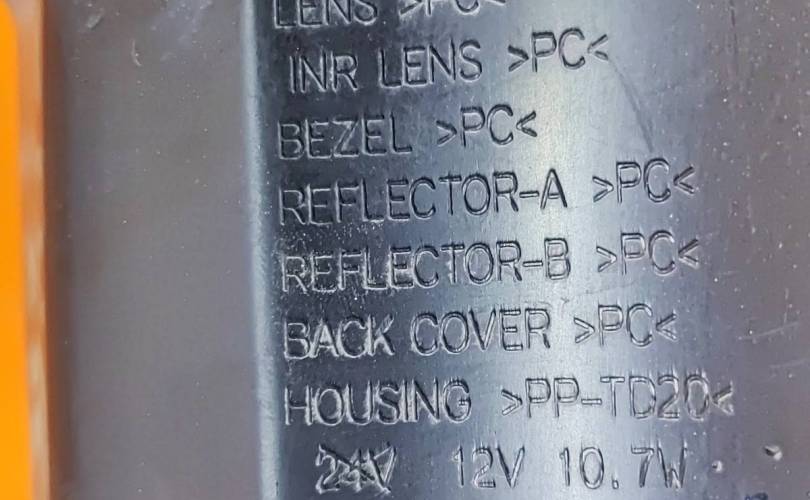 LENS >PC<
INR LENS >PC<
BEZEL >PC<
REFLECTOR-A >PC<
REFLECTOR-B >PC<
BACK COVER >PC<
HOUSING >PP-TD20<
24V 12V 10.7W